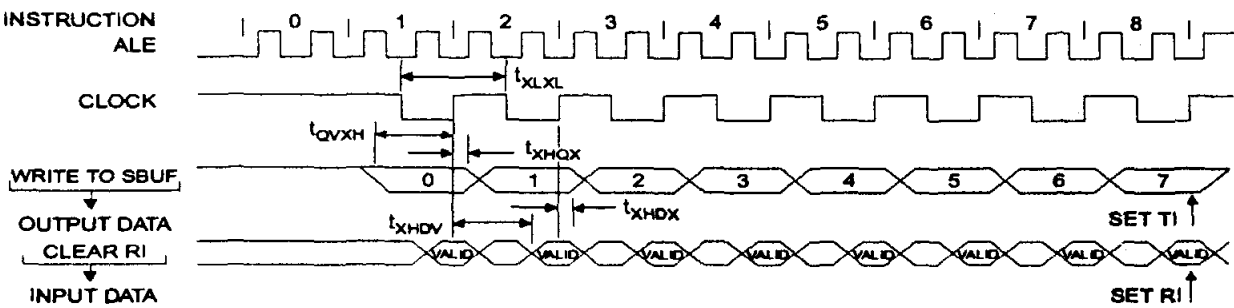 INSTRUCTION 0 1 2 3 4 5 6 7 8
ALE
tXLXL
CLOCK
tQVXH
tXHQX
WRITE TO SBUF 0 1 2 3 4 5 6 7
OUTPUT DATA
tXHDV
tXHDX
SET TI
CLEAR RI
VALID VALID VALID VALID VALID VALID VALID VALID
INPUT DATA
SET RI